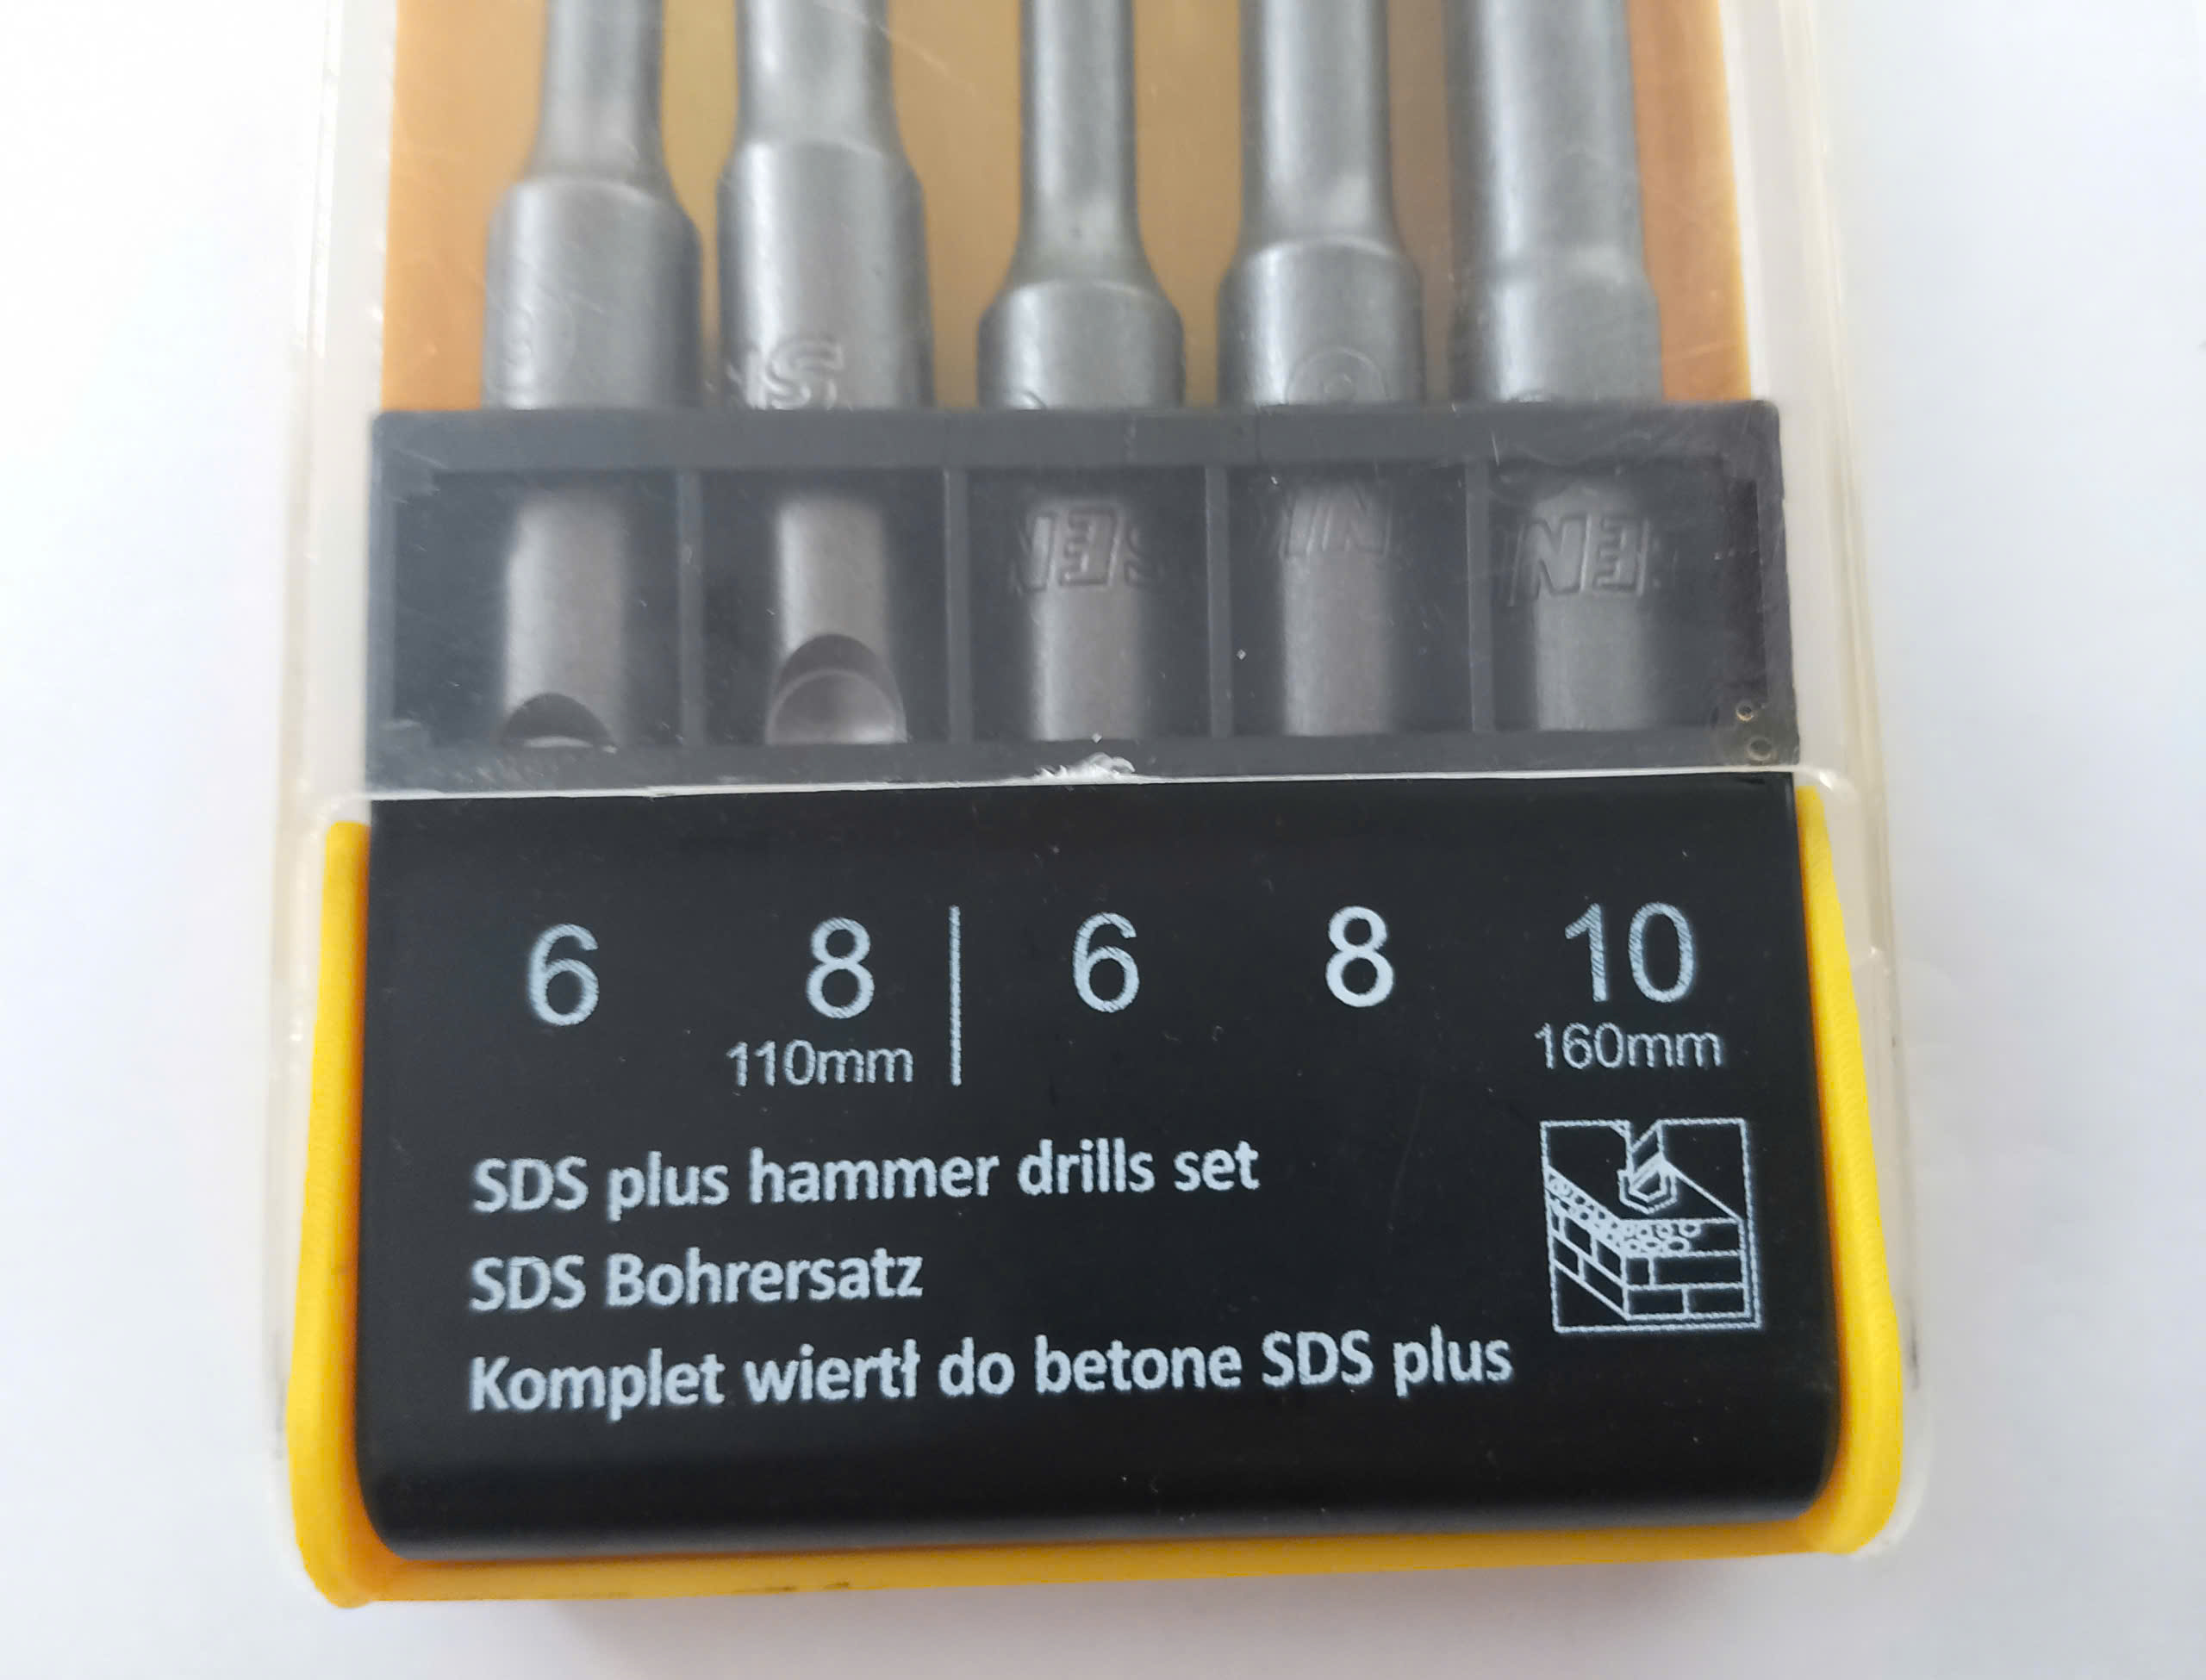 6 8 | 6 8 10
110mm 160mm
SDS plus hammer drills set
SDS Bohrersatz
Komplet wierteł do betone SDS plus